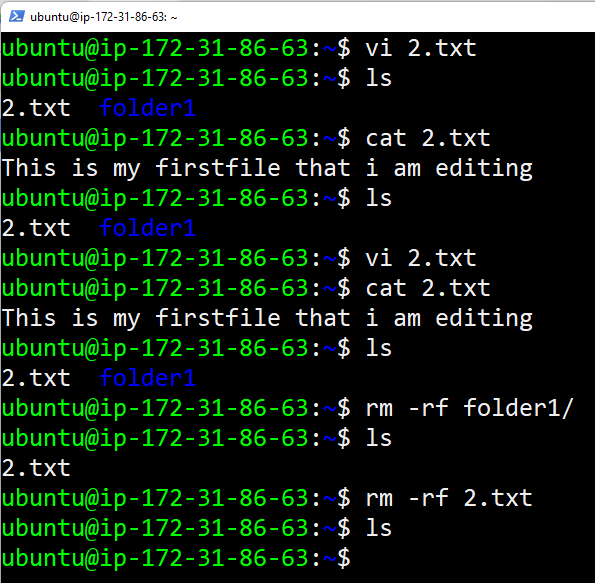 ubuntu@ip-172-31-86-63: ~
ubuntu@ip-172-31-86-63:~$ vi 2.txt
ubuntu@ip-172-31-86-63:~$ ls
2.txt  folder1
ubuntu@ip-172-31-86-63:~$ cat 2.txt
This is my firstfile that i am editing
ubuntu@ip-172-31-86-63:~$ ls
2.txt  folder1
ubuntu@ip-172-31-86-63:~$ vi 2.txt
ubuntu@ip-172-31-86-63:~$ cat 2.txt
This is my firstfile that i am editing
ubuntu@ip-172-31-86-63:~$ ls
2.txt  folder1
ubuntu@ip-172-31-86-63:~$ rm -rf folder1/
ubuntu@ip-172-31-86-63:~$ ls
2.txt
ubuntu@ip-172-31-86-63:~$ rm -rf 2.txt
ubuntu@ip-172-31-86-63:~$ ls
ubuntu@ip-172-31-86-63:~$